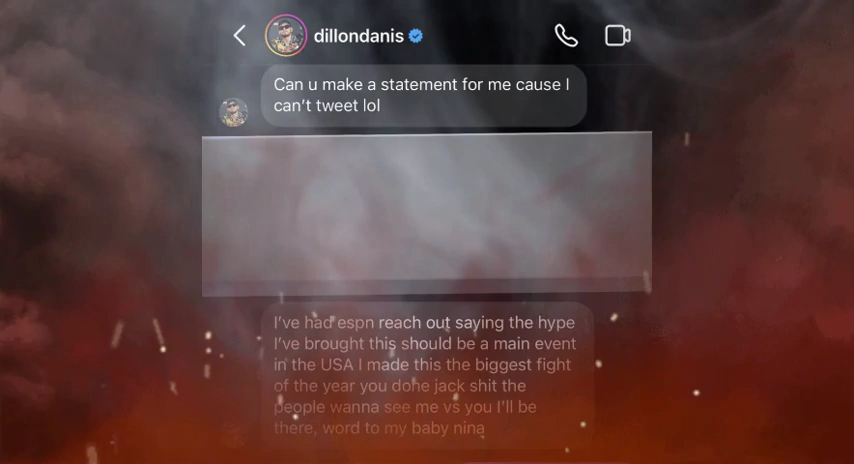 dillondanis
Can u make a statement for me cause I
can't tweet lol
I've had espn reach out saying the hype
I've brought this should be a main event
in the USA I made this the biggest fight
of the year you done jack shit the
people wanna see me vs you I'll be
there, word to my baby nina